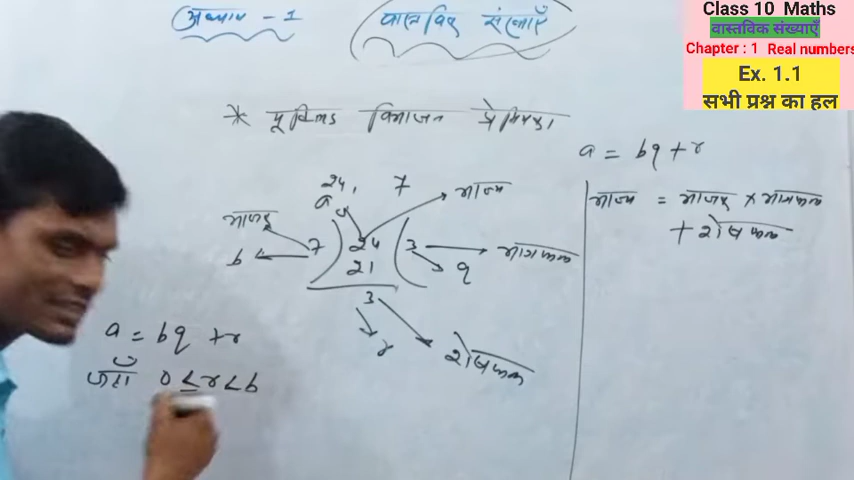 अध्याय - 1
वास्तविक संख्याएँ
Class 10 Maths
वास्तविक संख्याएँ
Chapter : 1 Real numbers
Ex. 1.1
सभी प्रश्न का हल
* यूक्लिड विभाजन प्रेमिका
a = bq + r
24, 7
a
भाज्य
भाजक
7 ) 24 ( 3
21
3
b
q
भागफल
r
शेषफल
भाज्य = भाजक × भागफल
+ शेषफल
a = bq + r
जहाँ 0 ≤ r < b